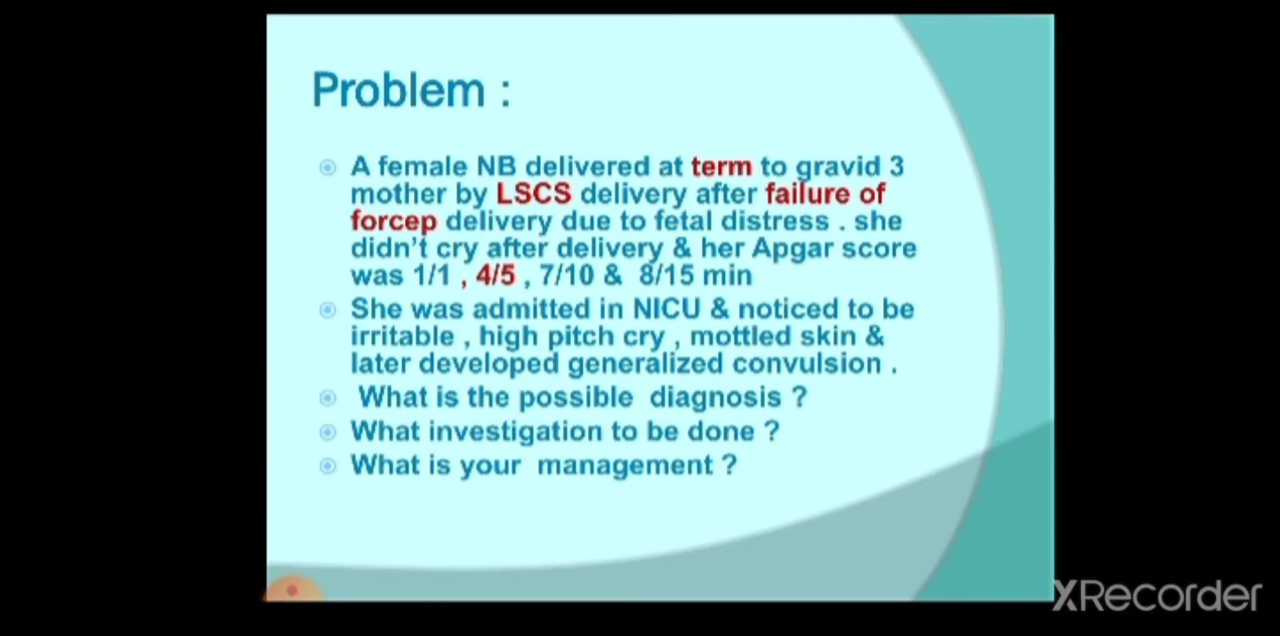 Problem :
A female NB delivered at term to gravid 3
mother by LSCS delivery after failure of
forcep delivery due to fetal distress . she
didn't cry after delivery & her Apgar score
was 1/1 , 4/5 , 7/10 & 8/15 min
She was admitted in NICU & noticed to be
irritable , high pitch cry , mottled skin &
later developed generalized convulsion .
What is the possible diagnosis ?
What investigation to be done ?
What is your management ?
XRecorder